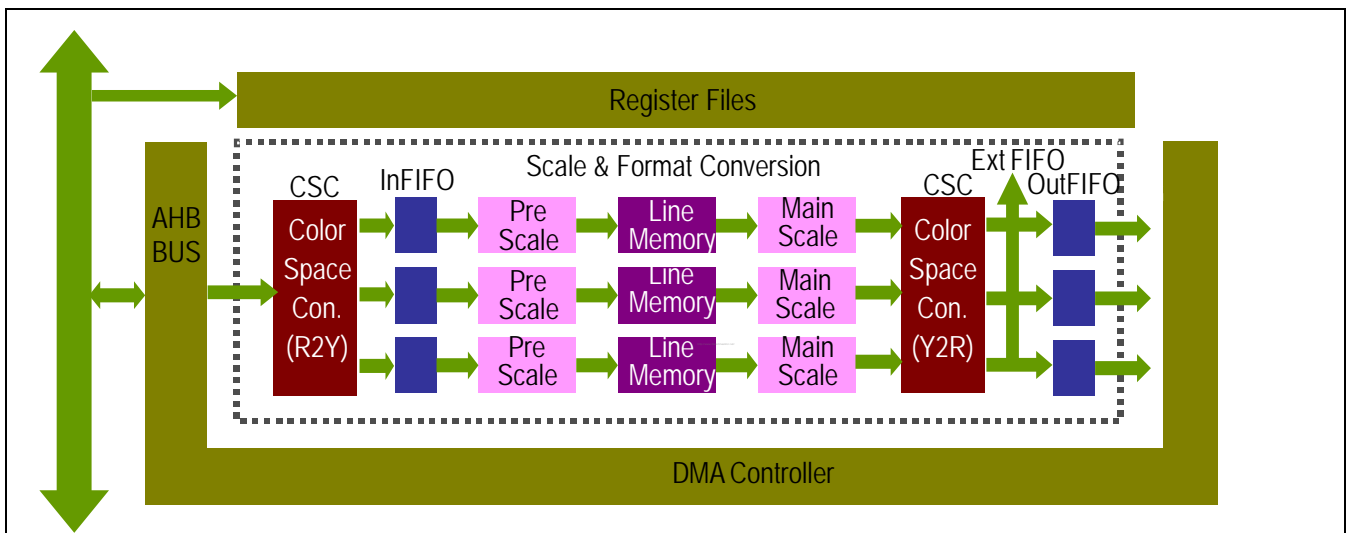 Register Files
Scale & Format Conversion
Ext FIFO
CSC
InFIFO
CSC
OutFIFO
AHB
BUS
Color
Space
Con.
(R2Y)
Pre
Scale
Line
Memory
Main
Scale
Pre
Scale
Line
Memory
Main
Scale
Pre
Scale
Line
Memory
Main
Scale
Color
Space
Con.
(Y2R)
DMA Controller